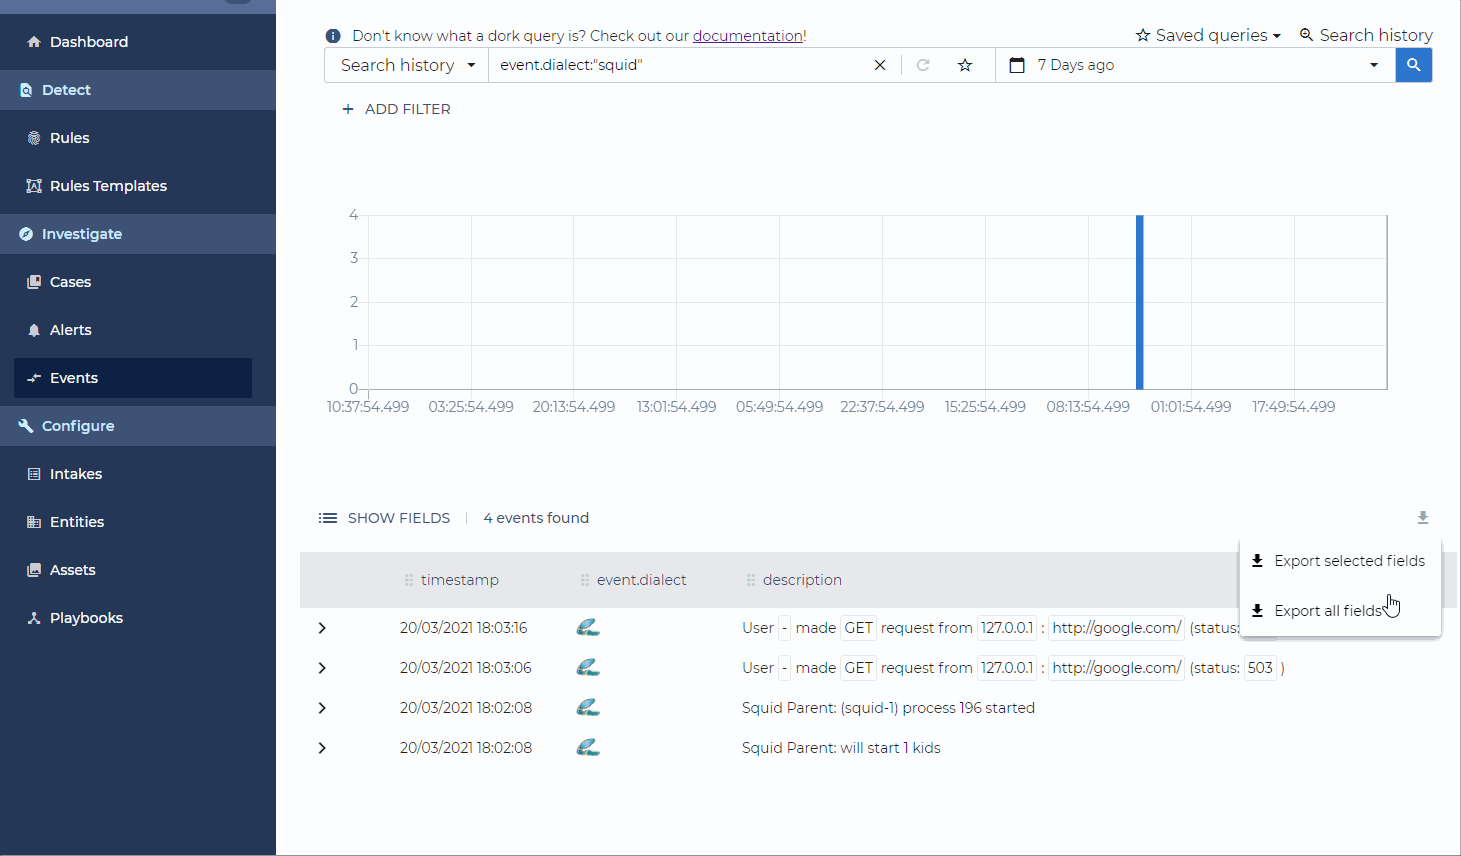 Dashboard
Detect
Rules
Rules Templates
Investigate
Cases
Alerts
Events
Configure
Intakes
Entities
Assets
Playbooks
Don't know what a dork query is? Check out our documentation!
Saved queries
Search history
Search history
event.dialect:"squid"
7 Days ago
+ ADD FILTER
4
3
2
1
0
10:37:54.499 03:25:54.499 20:13:54.499 13:01:54.499 05:49:54.499 22:37:54.499 15:25:54.499 08:13:54.499 01:01:54.499 17:49:54.499
SHOW FIELDS | 4 events found
Export selected fields
Export all fields
timestamp event.dialect description
20/03/2021 18:03:16 User - made GET request from 127.0.0.1 : http://google.com/ (status:
20/03/2021 18:03:06 User - made GET request from 127.0.0.1 : http://google.com/ (status: 503 )
20/03/2021 18:02:08 Squid Parent: (squid-1) process 196 started
20/03/2021 18:02:08 Squid Parent: will start 1 kids